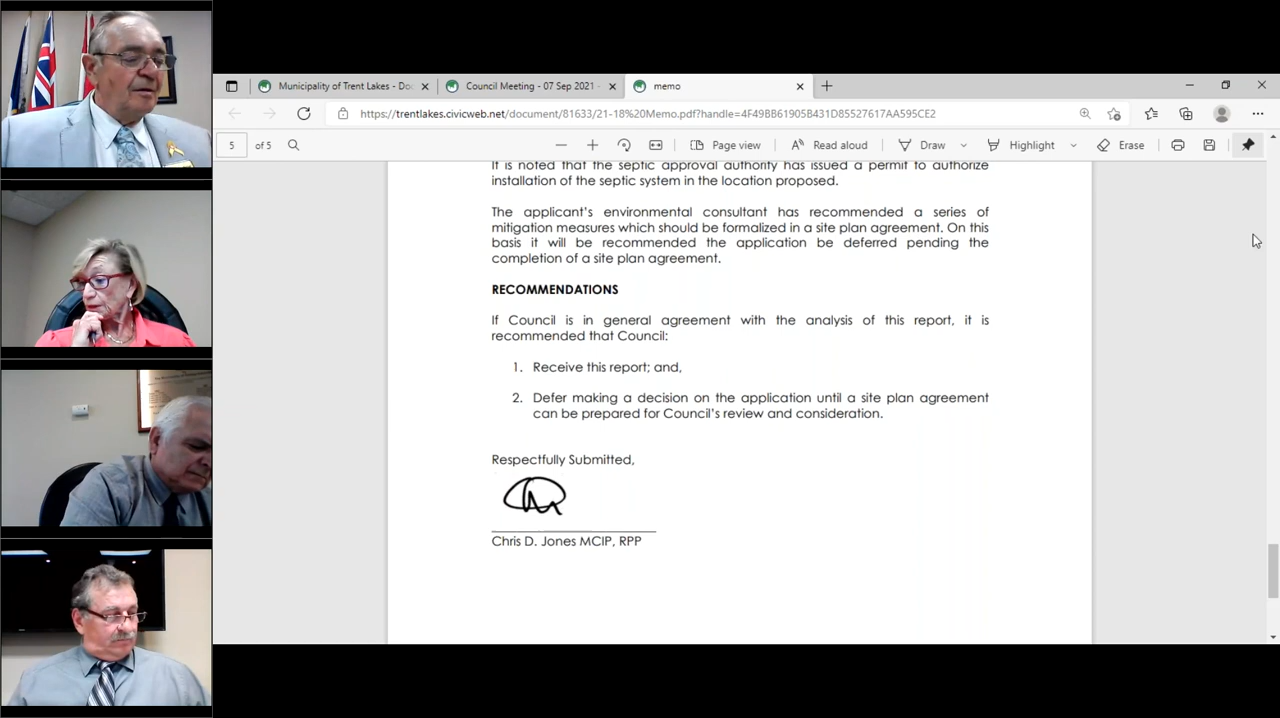 Municipality of Trent Lakes - Doc
Council Meeting - 07 Sep 2021 -
memo
https://trentlakes.civicweb.net/document/81633/21-18%20Memo.pdf?handle=4F49BB61905B431D85527617AA595CE2
5 of 5
Page view
Read aloud
Draw
Highlight
Erase
It is noted that the septic approval authority has issued a permit to authorize
installation of the septic system in the location proposed.
The applicant's environmental consultant has recommended a series of
mitigation measures which should be formalized in a site plan agreement. On this
basis it will be recommended the application be deferred pending the
completion of a site plan agreement.
RECOMMENDATIONS
If Council is in general agreement with the analysis of this report, it is
recommended that Council:
1. Receive this report; and,
2. Defer making a decision on the application until a site plan agreement
can be prepared for Council's review and consideration.
Respectfully Submitted,
Chris D. Jones MCIP, RPP